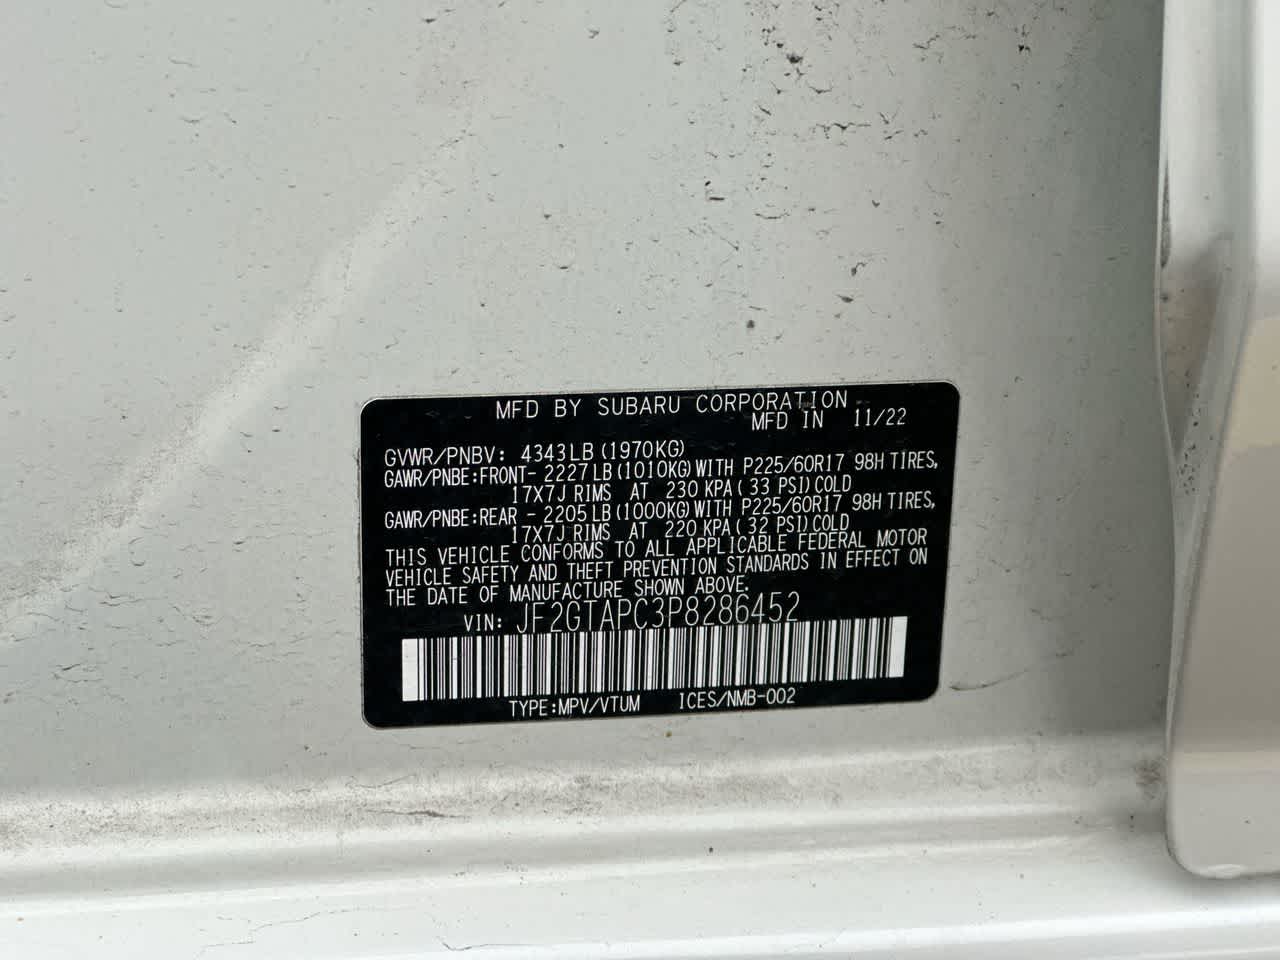 MFD BY SUBARU CORPORATION
MFD IN 11/22
GVWR/PNBV: 4343LB(1970KG)
GAWR/PNBE:FRONT- 2227LB(1010KG)WITH P225/60R17 98H TIRES,
17X7J RIMS AT 230 KPA(33 PSI)COLD
GAWR/PNBE:REAR - 2205LB(1000KG)WITH P225/60R17 98H TIRES,
17X7J RIMS AT 220 KPA(32 PSI)COLD
THIS VEHICLE CONFORMS TO ALL APPLICABLE FEDERAL MOTOR
VEHICLE SAFETY AND THEFT PREVENTION STANDARDS IN EFFECT ON
THE DATE OF MANUFACTURE SHOWN ABOVE.
VIN: JF2GTAPC3P8286452
TYPE:MPV/VTUM ICES/NMB-002